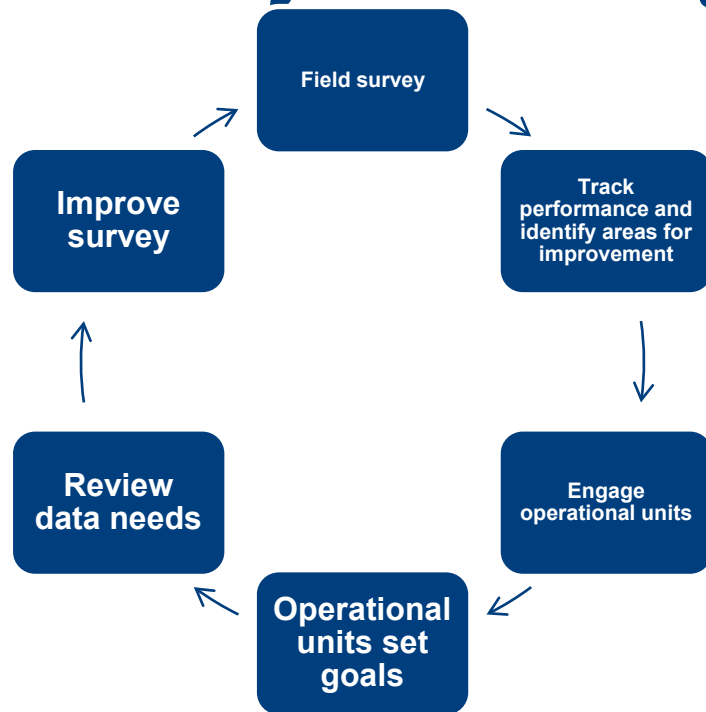 Field survey
Track
performance and
identify areas for
improvement
Engage
operational units
Operational
units set
goals
Review
data needs
Improve
survey